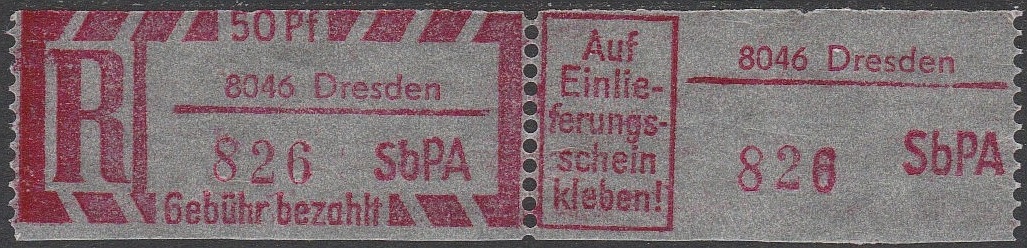 50 Pf
R
8046 Dresden
826 SbPA
Gebühr bezahlt
Auf
Einlie-
ferungs-
schein
kleben!
8046 Dresden
826 SbPA